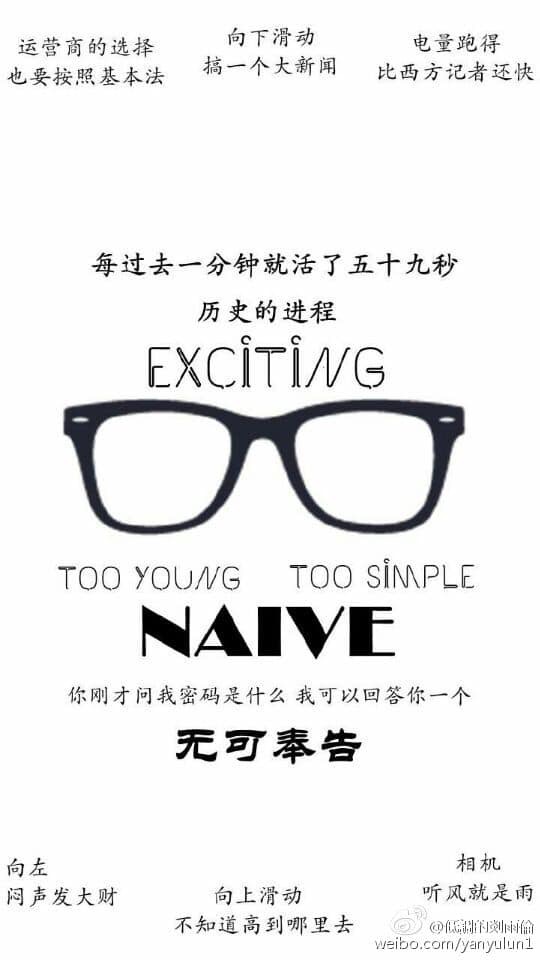 运营商的选择
也要按照基本法
向下滑动
搞一个大新闻
电量跑得
比西方记者还快
每过去一分钟就活了五十九秒
历史的进程
EXCiTiNG
TOO YOUNG TOO SiMPLE
NAIVE
你刚才问我密码是什么 我可以回答你一个
无可奉告
向左
闷声发大财
向上滑动
不知道高到哪里去
相机
听风就是雨
weibo.com/yanyulun1